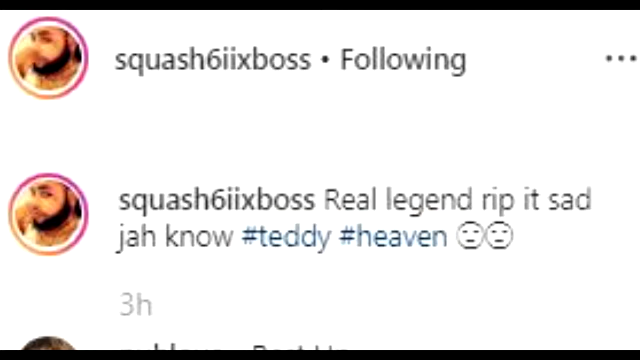 squash6iixboss • Following
squash6iixboss Real legend rip it sad
jah know #teddy #heaven 😔😔
3h